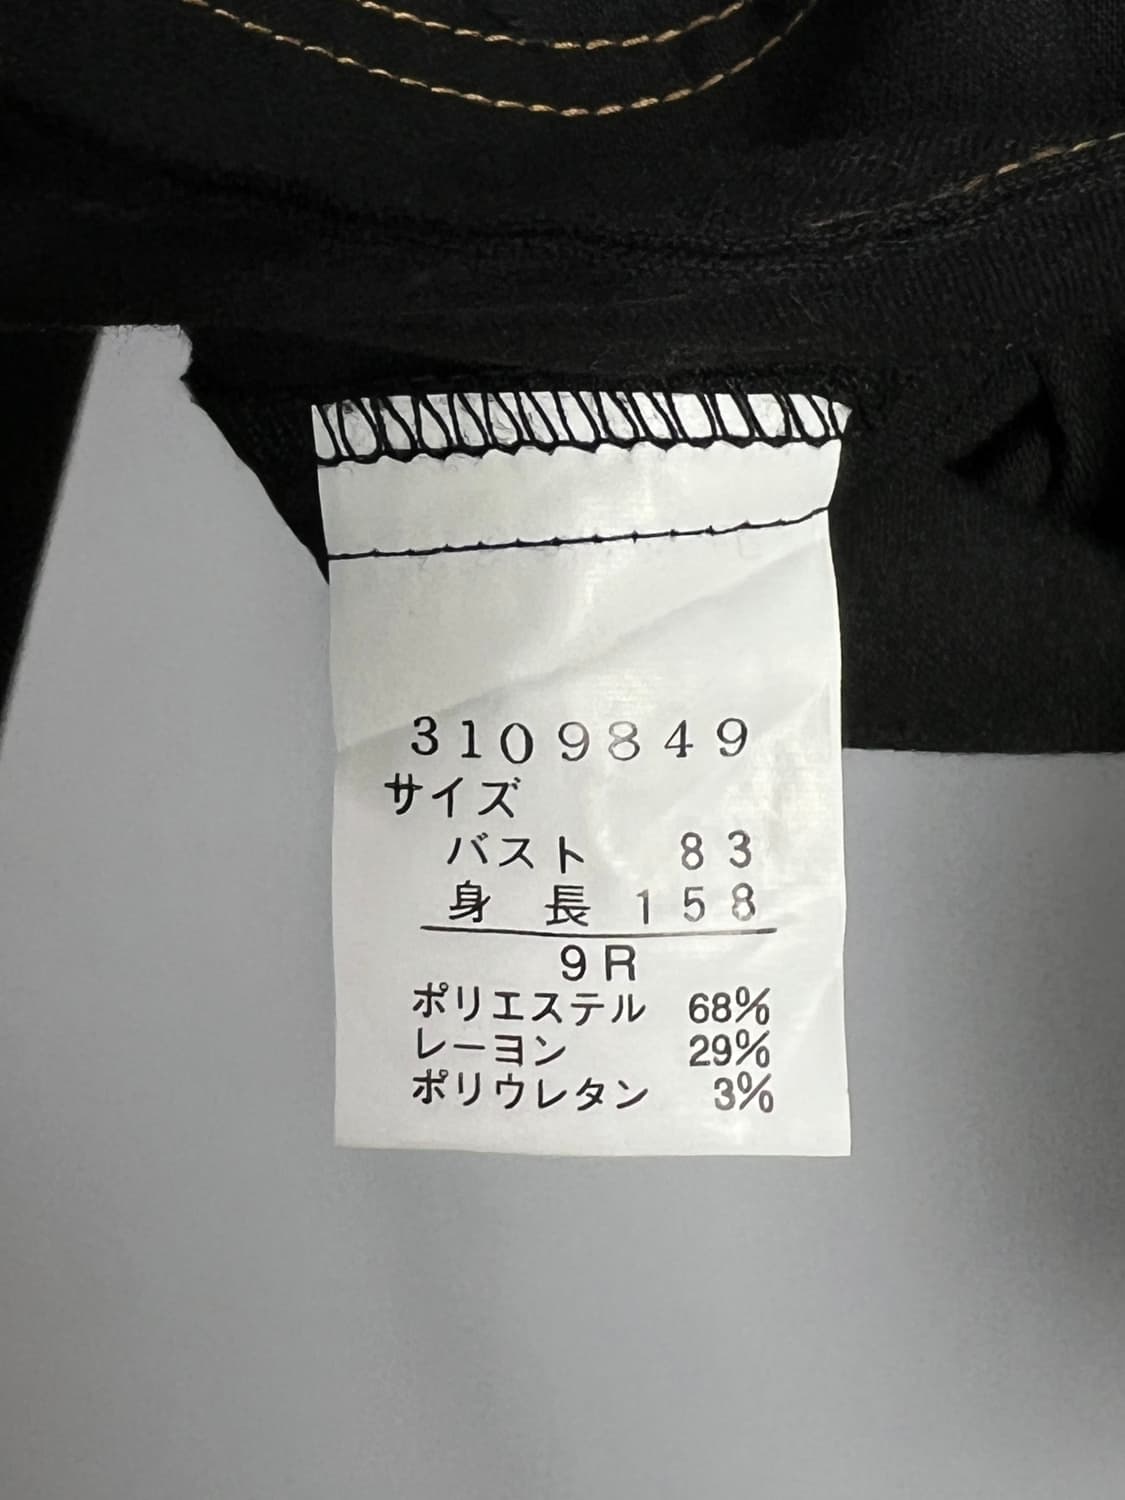 3109849
サイズ
バスト 83
身長 158
9R
ポリエステル 68%
レーヨン 29%
ポリウレタン 3%